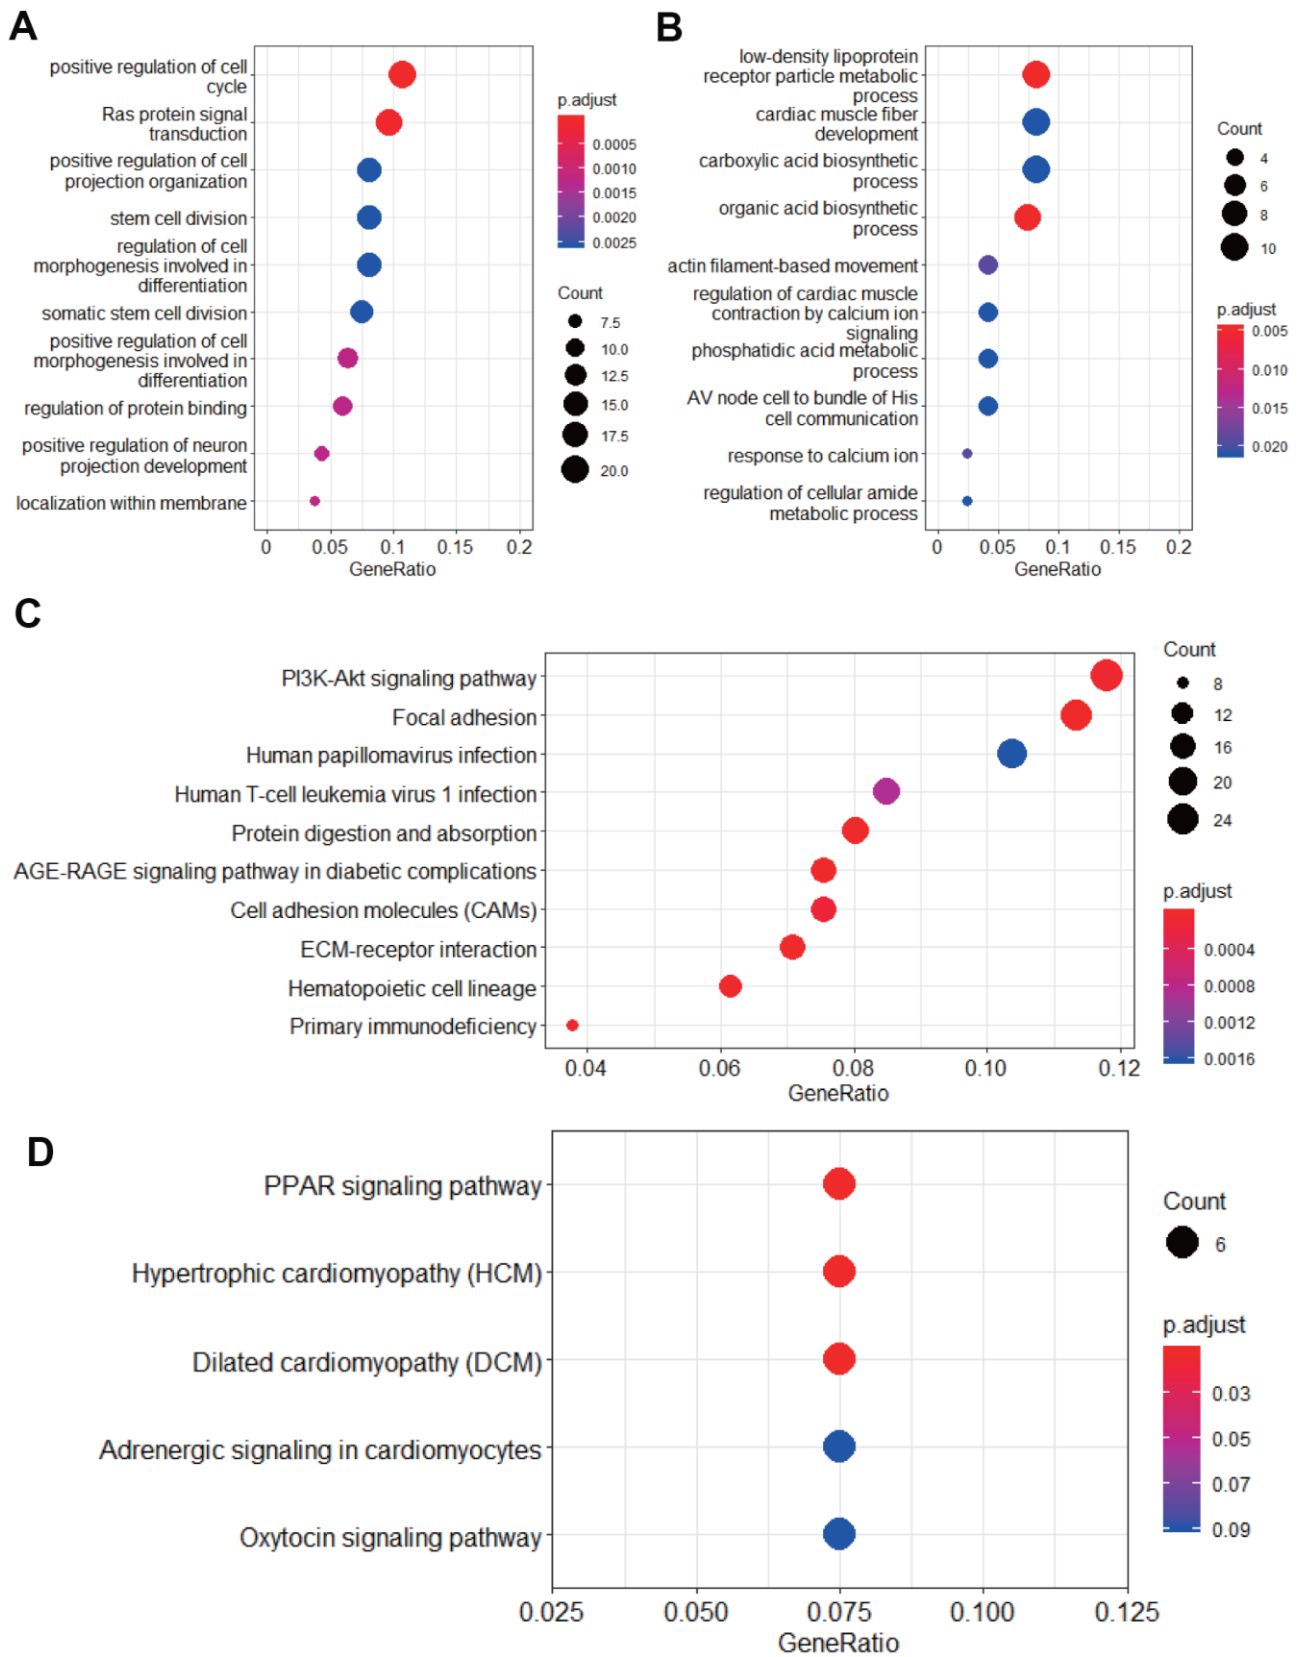 A
positive regulation of cell
cycle
Ras protein signal
transduction
positive regulation of cell
projection organization
stem cell division
regulation of cell
morphogenesis involved in
differentiation
somatic stem cell division
positive regulation of cell
morphogenesis involved in
differentiation
regulation of protein binding
positive regulation of neuron
projection development
localization within membrane
0 0.05 0.1 0.15 0.2
GeneRatio
p.adjust
0.0005
0.0010
0.0015
0.0020
0.0025
Count
7.5
10.0
12.5
15.0
17.5
20.0
B
low-density lipoprotein
receptor particle metabolic
process
cardiac muscle fiber
development
carboxylic acid biosynthetic
process
organic acid biosynthetic
process
actin filament-based movement
regulation of cardiac muscle
contraction by calcium ion
signaling
phosphatidic acid metabolic
process
AV node cell to bundle of His
cell communication
response to calcium ion
regulation of cellular amide
metabolic process
0 0.05 0.1 0.15 0.2
GeneRatio
Count
4
6
8
10
p.adjust
0.005
0.010
0.015
0.020
C
PI3K-Akt signaling pathway
Focal adhesion
Human papillomavirus infection
Human T-cell leukemia virus 1 infection
Protein digestion and absorption
AGE-RAGE signaling pathway in diabetic complications
Cell adhesion molecules (CAMs)
ECM-receptor interaction
Hematopoietic cell lineage
Primary immunodeficiency
0.04 0.06 0.08 0.10 0.12
GeneRatio
Count
8
12
16
20
24
p.adjust
0.0004
0.0008
0.0012
0.0016
D
PPAR signaling pathway
Hypertrophic cardiomyopathy (HCM)
Dilated cardiomyopathy (DCM)
Adrenergic signaling in cardiomyocytes
Oxytocin signaling pathway
0.025 0.050 0.075 0.100 0.125
GeneRatio
Count
6
p.adjust
0.03
0.05
0.07
0.09